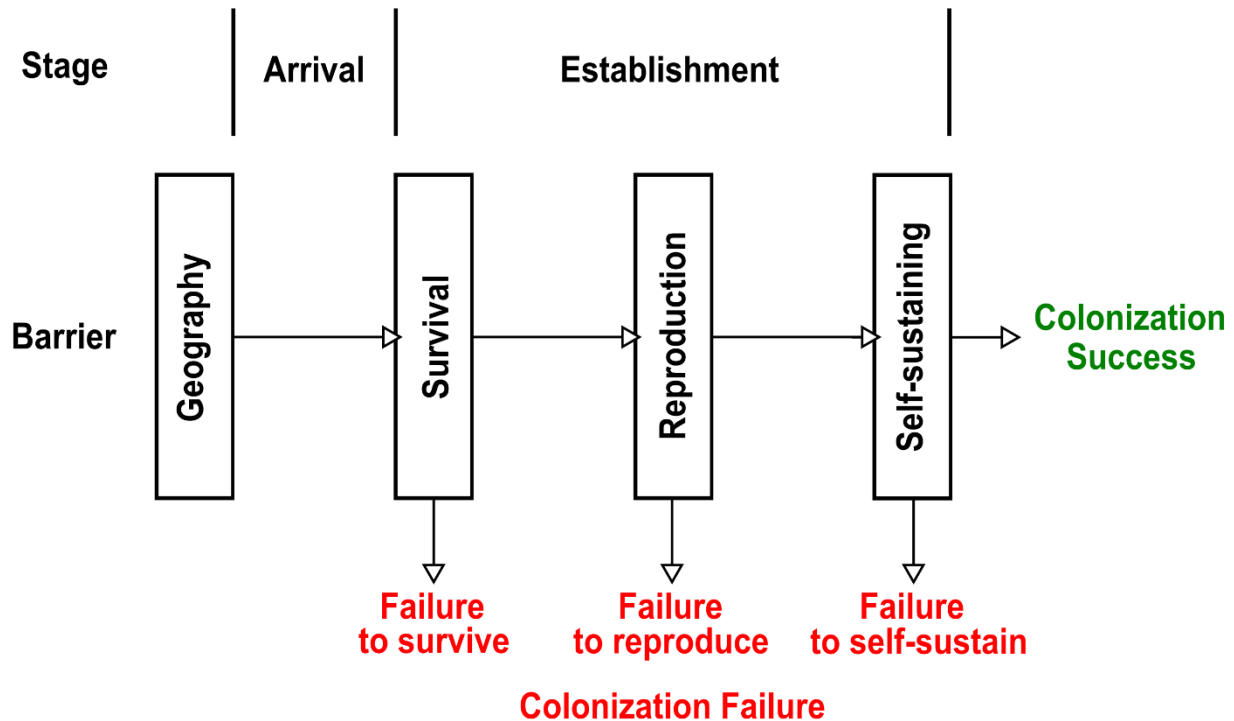 Stage
Arrival
Establishment
Barrier
Geography
Survival
Reproduction
Self-sustaining
Colonization
Success
Failure
to survive
Failure
to reproduce
Failure
to self-sustain
Colonization Failure